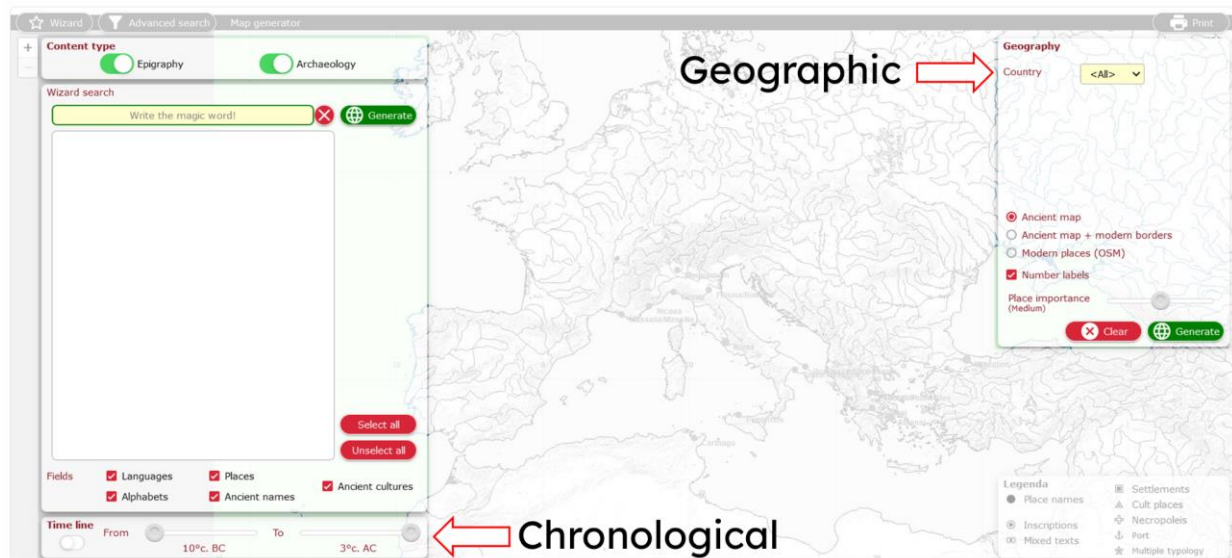 Wizard
Advanced search
Map generator
Print
+
−
Content type
Epigraphy
Archaeology
Wizard search
Write the magic word!
Generate
Select all
Unselect all
Fields
Languages
Places
Ancient cultures
Alphabets
Ancient names
Time line
From
To
10°c. BC
3°c. AC
Geographic
Chronological
Geography
Country
<All>
Ancient map
Ancient map + modern borders
Modern places (OSM)
Number labels
Place importance
(Medium)
Clear
Generate
Legenda
Place names
Inscriptions
Mixed texts
Settlements
Cult places
Necropoleis
Port
Multiple typology